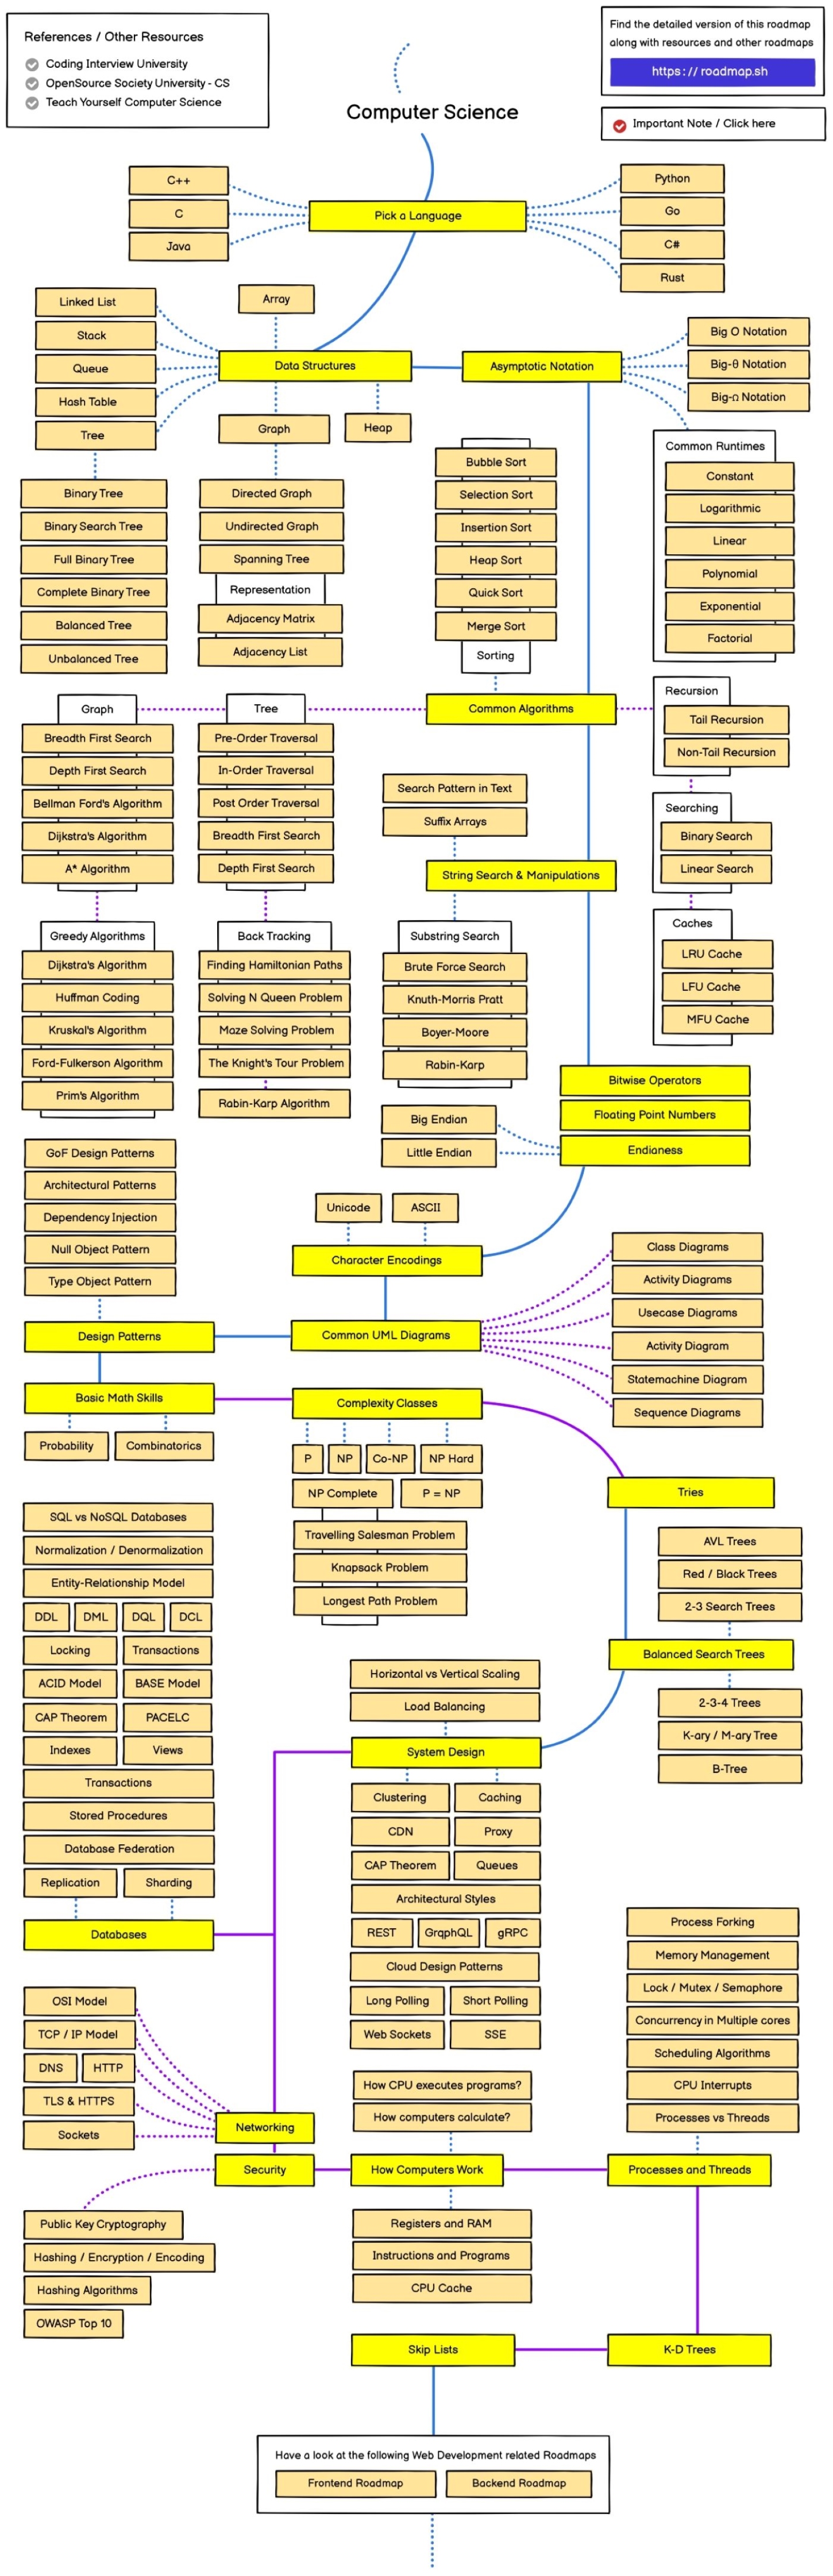 References / Other Resources
Coding Interview University
OpenSource Society University - CS
Teach Yourself Computer Science
Find the detailed version of this roadmap
along with resources and other roadmaps
https://roadmap.sh
Important Note / Click here
Computer Science
C++
C
Java
Pick a Language
Python
Go
C#
Rust
Linked List
Stack
Queue
Hash Table
Tree
Array
Data Structures
Graph
Heap
Asymptotic Notation
Big O Notation
Big-θ Notation
Big-Ω Notation
Common Runtimes
Constant
Logarithmic
Linear
Polynomial
Exponential
Factorial
Binary Tree
Binary Search Tree
Full Binary Tree
Complete Binary Tree
Balanced Tree
Unbalanced Tree
Directed Graph
Undirected Graph
Spanning Tree
Representation
Adjacency Matrix
Adjacency List
Bubble Sort
Selection Sort
Insertion Sort
Heap Sort
Quick Sort
Merge Sort
Sorting
Common Algorithms
Graph
Breadth First Search
Depth First Search
Bellman Ford's Algorithm
Dijkstra's Algorithm
A* Algorithm
Tree
Pre-Order Traversal
In-Order Traversal
Post Order Traversal
Breadth First Search
Depth First Search
Recursion
Tail Recursion
Non-Tail Recursion
Searching
Binary Search
Linear Search
Caches
LRU Cache
LFU Cache
MFU Cache
Search Pattern in Text
Suffix Arrays
String Search & Manipulations
Substring Search
Brute Force Search
Knuth-Morris Pratt
Boyer-Moore
Rabin-Karp
Greedy Algorithms
Dijkstra's Algorithm
Huffman Coding
Kruskal's Algorithm
Ford-Fulkerson Algorithm
Prim's Algorithm
Back Tracking
Finding Hamiltonian Paths
Solving N Queen Problem
Maze Solving Problem
The Knight's Tour Problem
Rabin-Karp Algorithm
Bitwise Operators
Floating Point Numbers
Endianess
Big Endian
Little Endian
Unicode
ASCII
Character Encodings
GoF Design Patterns
Architectural Patterns
Dependency Injection
Null Object Pattern
Type Object Pattern
Design Patterns
Common UML Diagrams
Class Diagrams
Activity Diagrams
Usecase Diagrams
Activity Diagram
Statemachine Diagram
Sequence Diagrams
Basic Math Skills
Probability
Combinatorics
Complexity Classes
P
NP
Co-NP
NP Hard
NP Complete
P = NP
Travelling Salesman Problem
Knapsack Problem
Longest Path Problem
Tries
AVL Trees
Red / Black Trees
2-3 Search Trees
Balanced Search Trees
2-3-4 Trees
K-ary / M-ary Tree
B-Tree
SQL vs NoSQL Databases
Normalization / Denormalization
Entity-Relationship Model
DDL
DML
DQL
DCL
Locking
Transactions
ACID Model
BASE Model
CAP Theorem
PACELC
Indexes
Views
Transactions
Stored Procedures
Database Federation
Replication
Sharding
Databases
Horizontal vs Vertical Scaling
Load Balancing
System Design
Clustering
Caching
CDN
Proxy
CAP Theorem
Queues
Architectural Styles
REST
GrqphQL
gRPC
Cloud Design Patterns
Long Polling
Short Polling
Web Sockets
SSE
OSI Model
TCP / IP Model
DNS
HTTP
TLS & HTTPS
Sockets
Networking
Security
Public Key Cryptography
Hashing / Encryption / Encoding
Hashing Algorithms
OWASP Top 10
How CPU executes programs?
How computers calculate?
How Computers Work
Registers and RAM
Instructions and Programs
CPU Cache
Process Forking
Memory Management
Lock / Mutex / Semaphore
Concurrency in Multiple cores
Scheduling Algorithms
CPU Interrupts
Processes vs Threads
Processes and Threads
Skip Lists
K-D Trees
Have a look at the following Web Development related Roadmaps
Frontend Roadmap
Backend Roadmap